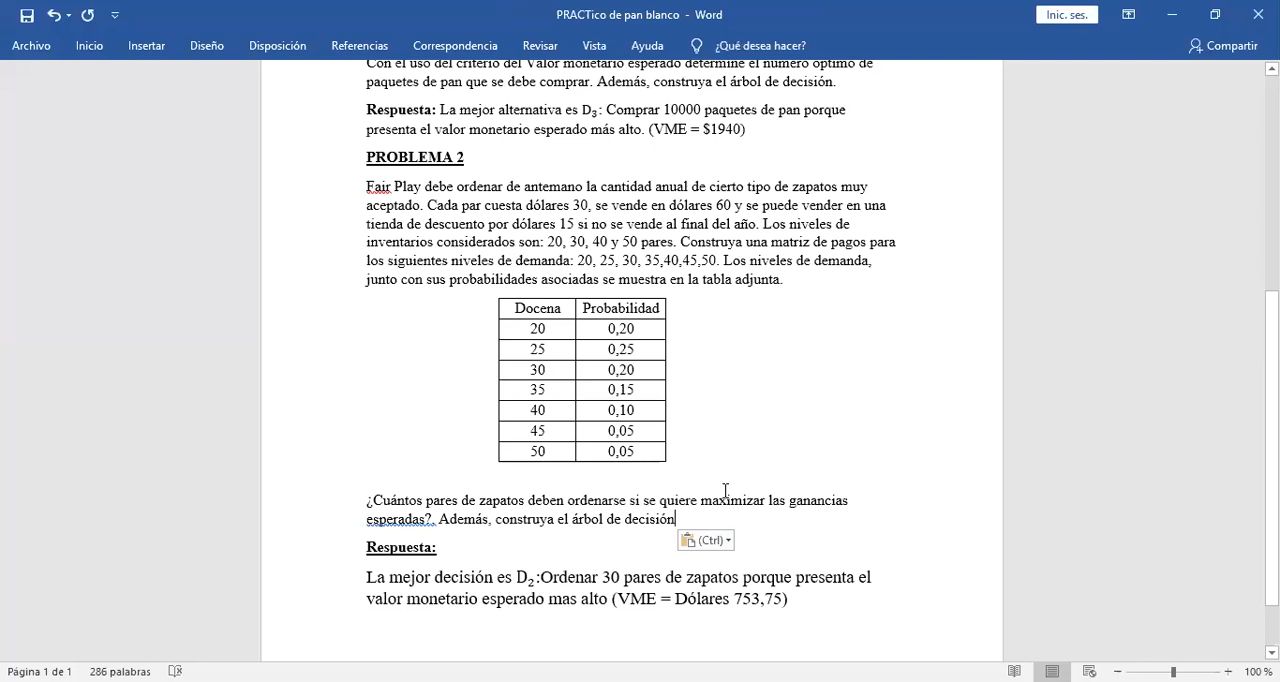 PRACTico de pan blanco - Word
Inic. ses.
Archivo Inicio Insertar Diseño Disposición Referencias Correspondencia Revisar Vista Ayuda ¿Qué desea hacer? Compartir
Con el uso del criterio del Valor monetario esperado determine el número óptimo de
paquetes de pan que se debe comprar. Además, construya el árbol de decisión.
Respuesta: La mejor alternativa es D₃: Comprar 10000 paquetes de pan porque
presenta el valor monetario esperado más alto. (VME = $1940)
PROBLEMA 2
Fair Play debe ordenar de antemano la cantidad anual de cierto tipo de zapatos muy
aceptado. Cada par cuesta dólares 30, se vende en dólares 60 y se puede vender en una
tienda de descuento por dólares 15 si no se vende al final del año. Los niveles de
inventarios considerados son: 20, 30, 40 y 50 pares. Construya una matriz de pagos para
los siguientes niveles de demanda: 20, 25, 30, 35,40,45,50. Los niveles de demanda,
junto con sus probabilidades asociadas se muestra en la tabla adjunta.
Docena Probabilidad
20 0,20
25 0,25
30 0,20
35 0,15
40 0,10
45 0,05
50 0,05
¿Cuántos pares de zapatos deben ordenarse si se quiere maximizar las ganancias
esperadas?. Además, construya el árbol de decisión
(Ctrl)
Respuesta:
La mejor decisión es D₂:Ordenar 30 pares de zapatos porque presenta el
valor monetario esperado mas alto (VME = Dólares 753,75)
Página 1 de 1 286 palabras 100 %